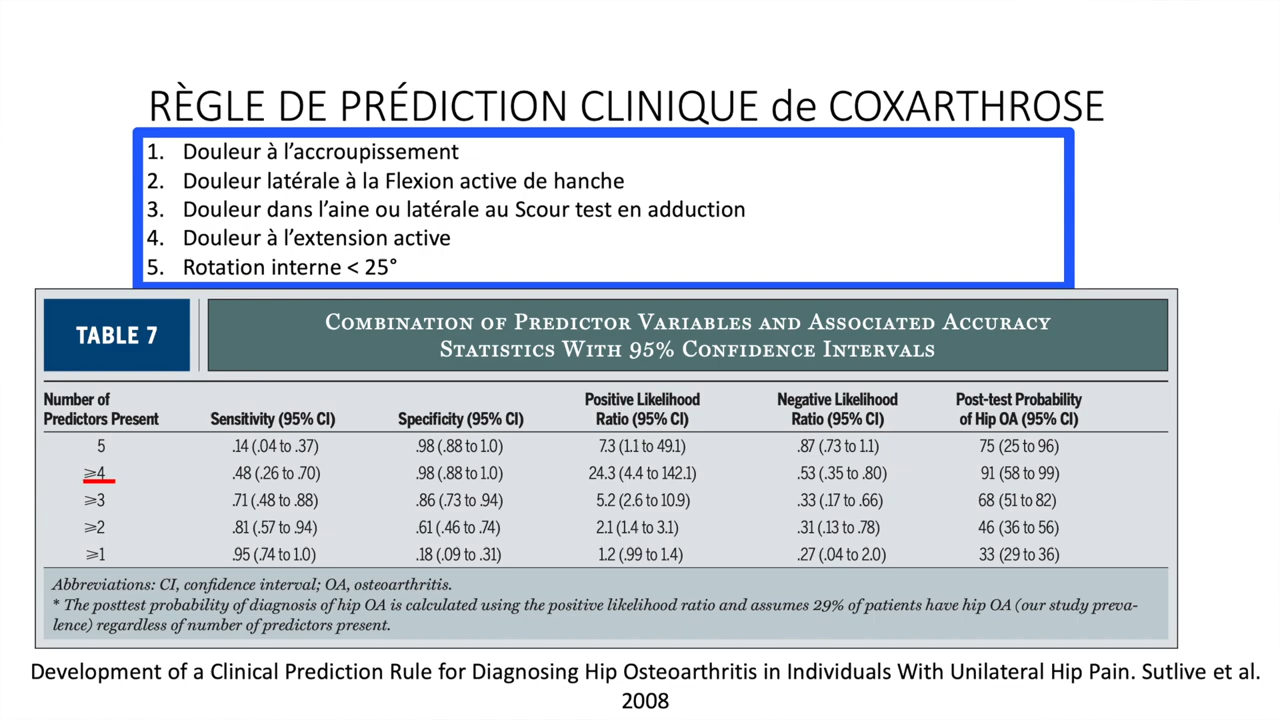 RÈGLE DE PRÉDICTION CLINIQUE de COXARTHROSE
1. Douleur à l’accroupissement
2. Douleur latérale à la Flexion active de hanche
3. Douleur dans l’aine ou latérale au Scour test en adduction
4. Douleur à l’extension active
5. Rotation interne < 25°
TABLE 7
Combination of Predictor Variables and Associated Accuracy
Statistics With 95% Confidence Intervals
Number of Predictors Present Sensitivity (95% CI) Specificity (95% CI) Positive Likelihood Ratio (95% CI) Negative Likelihood Ratio (95% CI) Post-test Probability of Hip OA (95% CI)
5 .14 (.04 to .37) .98 (.88 to 1.0) 7.3 (1.1 to 49.1) .87 (.73 to 1.1) 75 (25 to 96)
⩾4 .48 (.26 to .70) .98 (.88 to 1.0) 24.3 (4.4 to 142.1) .53 (.35 to .80) 91 (58 to 99)
⩾3 .71 (.48 to .88) .86 (.73 to .94) 5.2 (2.6 to 10.9) .33 (.17 to .66) 68 (51 to 82)
⩾2 .81 (.57 to .94) .61 (.46 to .74) 2.1 (1.4 to 3.1) .31 (.13 to .78) 46 (36 to 56)
⩾1 .95 (.74 to 1.0) .18 (.09 to .31) 1.2 (.99 to 1.4) .27 (.04 to 2.0) 33 (29 to 36)
Abbreviations: CI, confidence interval; OA, osteoarthritis.
* The posttest probability of diagnosis of hip OA is calculated using the positive likelihood ratio and assumes 29% of patients have hip OA (our study preva-
lence) regardless of number of predictors present.
Development of a Clinical Prediction Rule for Diagnosing Hip Osteoarthritis in Individuals With Unilateral Hip Pain. Sutlive et al.
2008